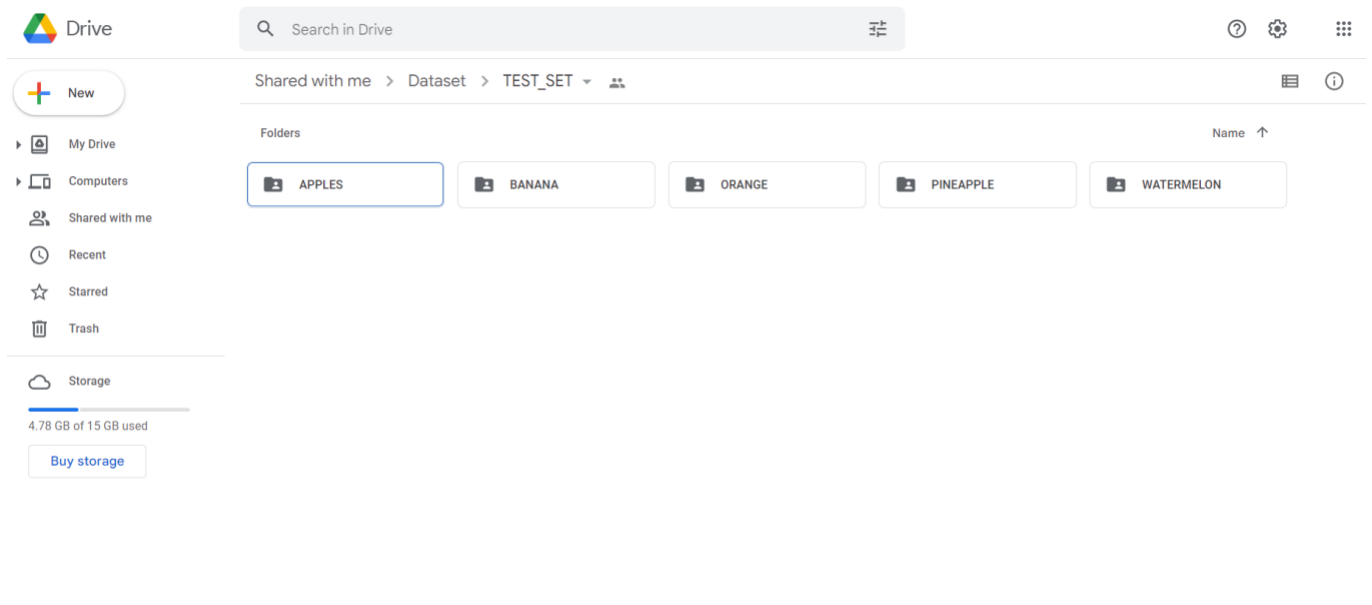 Drive
Search in Drive
New
Shared with me > Dataset > TEST_SET
My Drive
Computers
Shared with me
Recent
Starred
Trash
Storage
4.78 GB of 15 GB used
Buy storage
Folders
Name
APPLES
BANANA
ORANGE
PINEAPPLE
WATERMELON